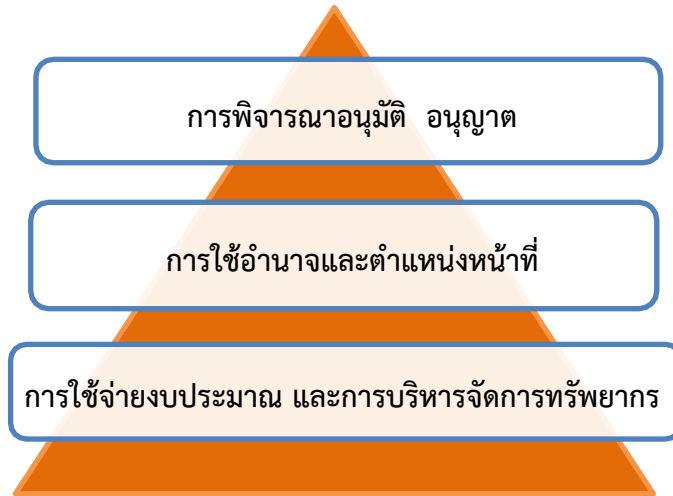 การพิจารณาอนุมัติ อนุญาต
การใช้อำนาจและตำแหน่งหน้าที่
การใช้จ่ายงบประมาณ และการบริหารจัดการทรัพยากร